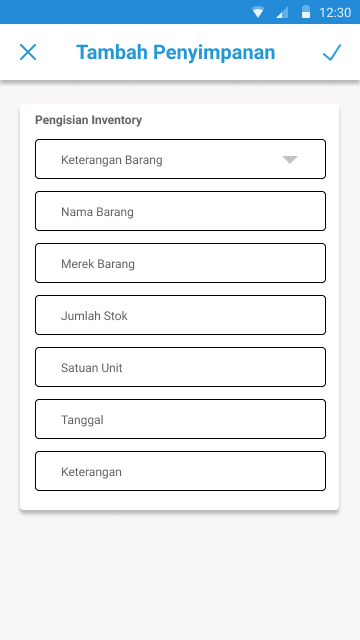 12:30
Tambah Penyimpanan
Pengisian Inventory
Keterangan Barang
Nama Barang
Merek Barang
Jumlah Stok
Satuan Unit
Tanggal
Keterangan